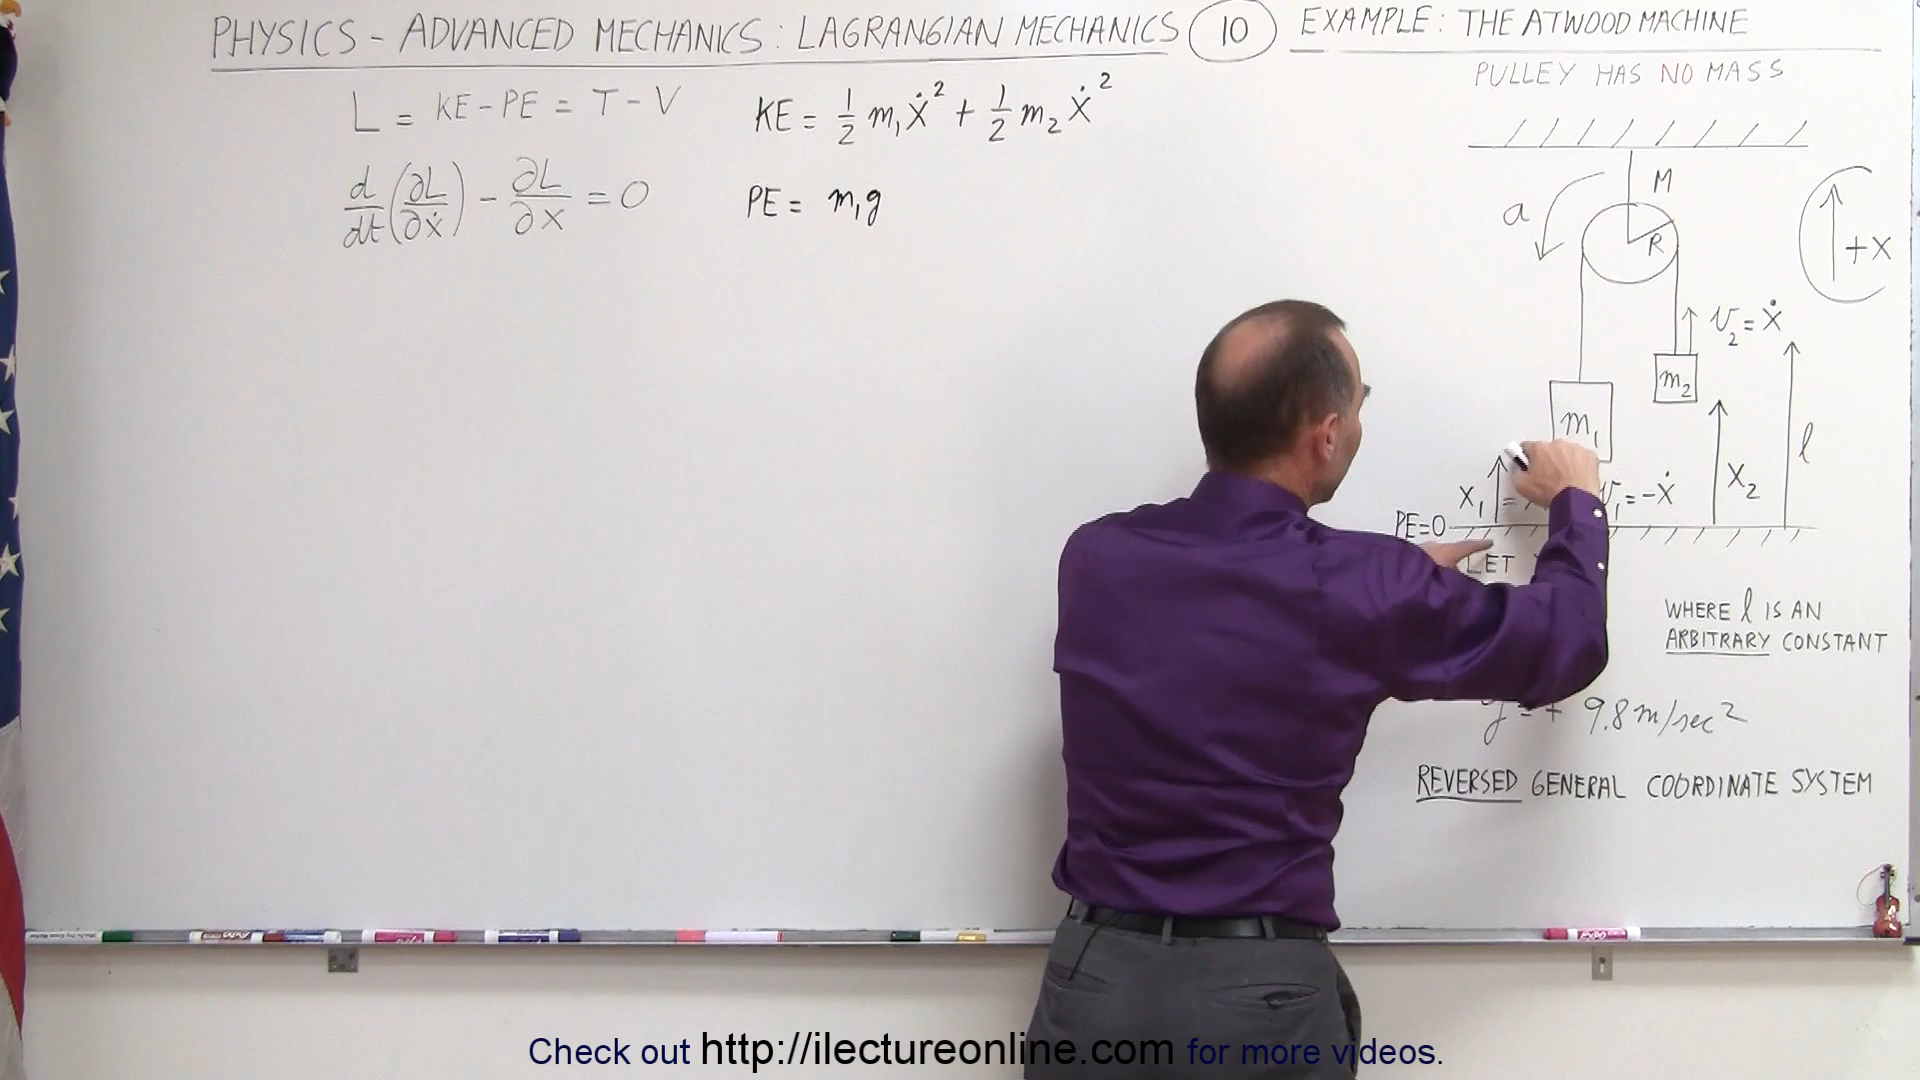 PHYSICS - ADVANCED MECHANICS: LAGRANGIAN MECHANICS 10 EXAMPLE: THE ATWOOD MACHINE
PULLEY HAS NO MASS
L = KE - PE = T - V
KE = 1/2 m₁ẋ² + 1/2 m₂ẋ²
d/dt (∂L/∂ẋ) - ∂L/∂x = 0
PE = m₁g
M
a
R
+X
v₂ = ẋ
m₂
m₁
l
X₁ =
v₁ = -ẋ
X₂
PE=0
LET
WHERE l IS AN
ARBITRARY CONSTANT
g = + 9.8 m/sec²
REVERSED GENERAL COORDINATE SYSTEM
EXPO
Check out http://ilectureonline.com for more videos.